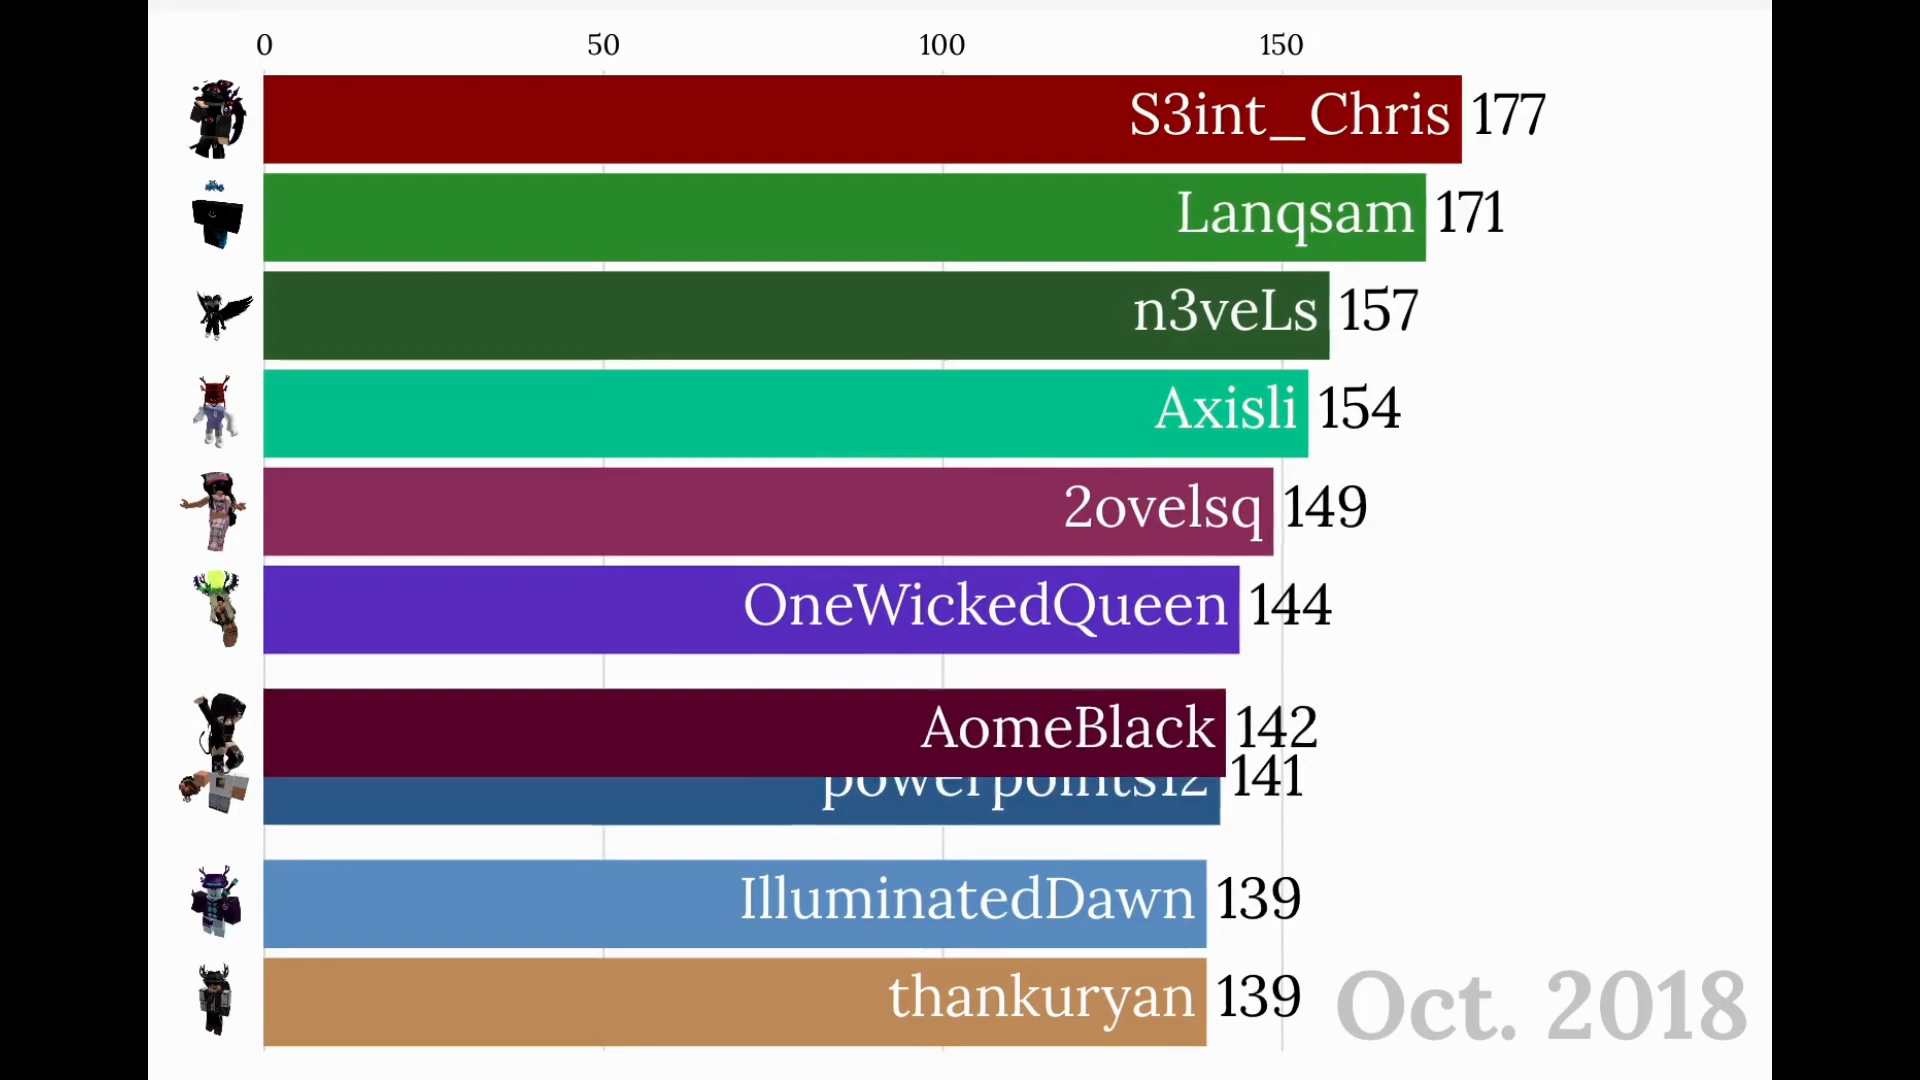 0 50 100 150
S3int_Chris 177
Lanqsam 171
n3veLs 157
Axisli 154
2ovelsq 149
OneWickedQueen 144
AomeBlack 142
powerpoints12 141
IlluminatedDawn 139
thankuryan 139
Oct. 2018